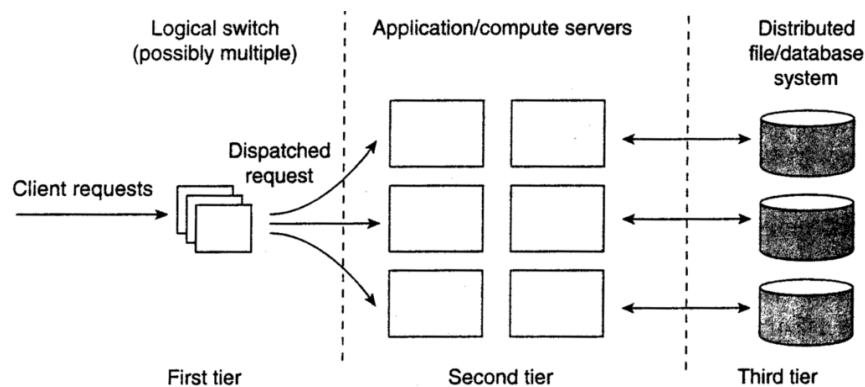 Logical switch
(possibly multiple)
Application/compute servers
Distributed
file/database
system
Dispatched
request
Client requests
First tier
Second tier
Third tier